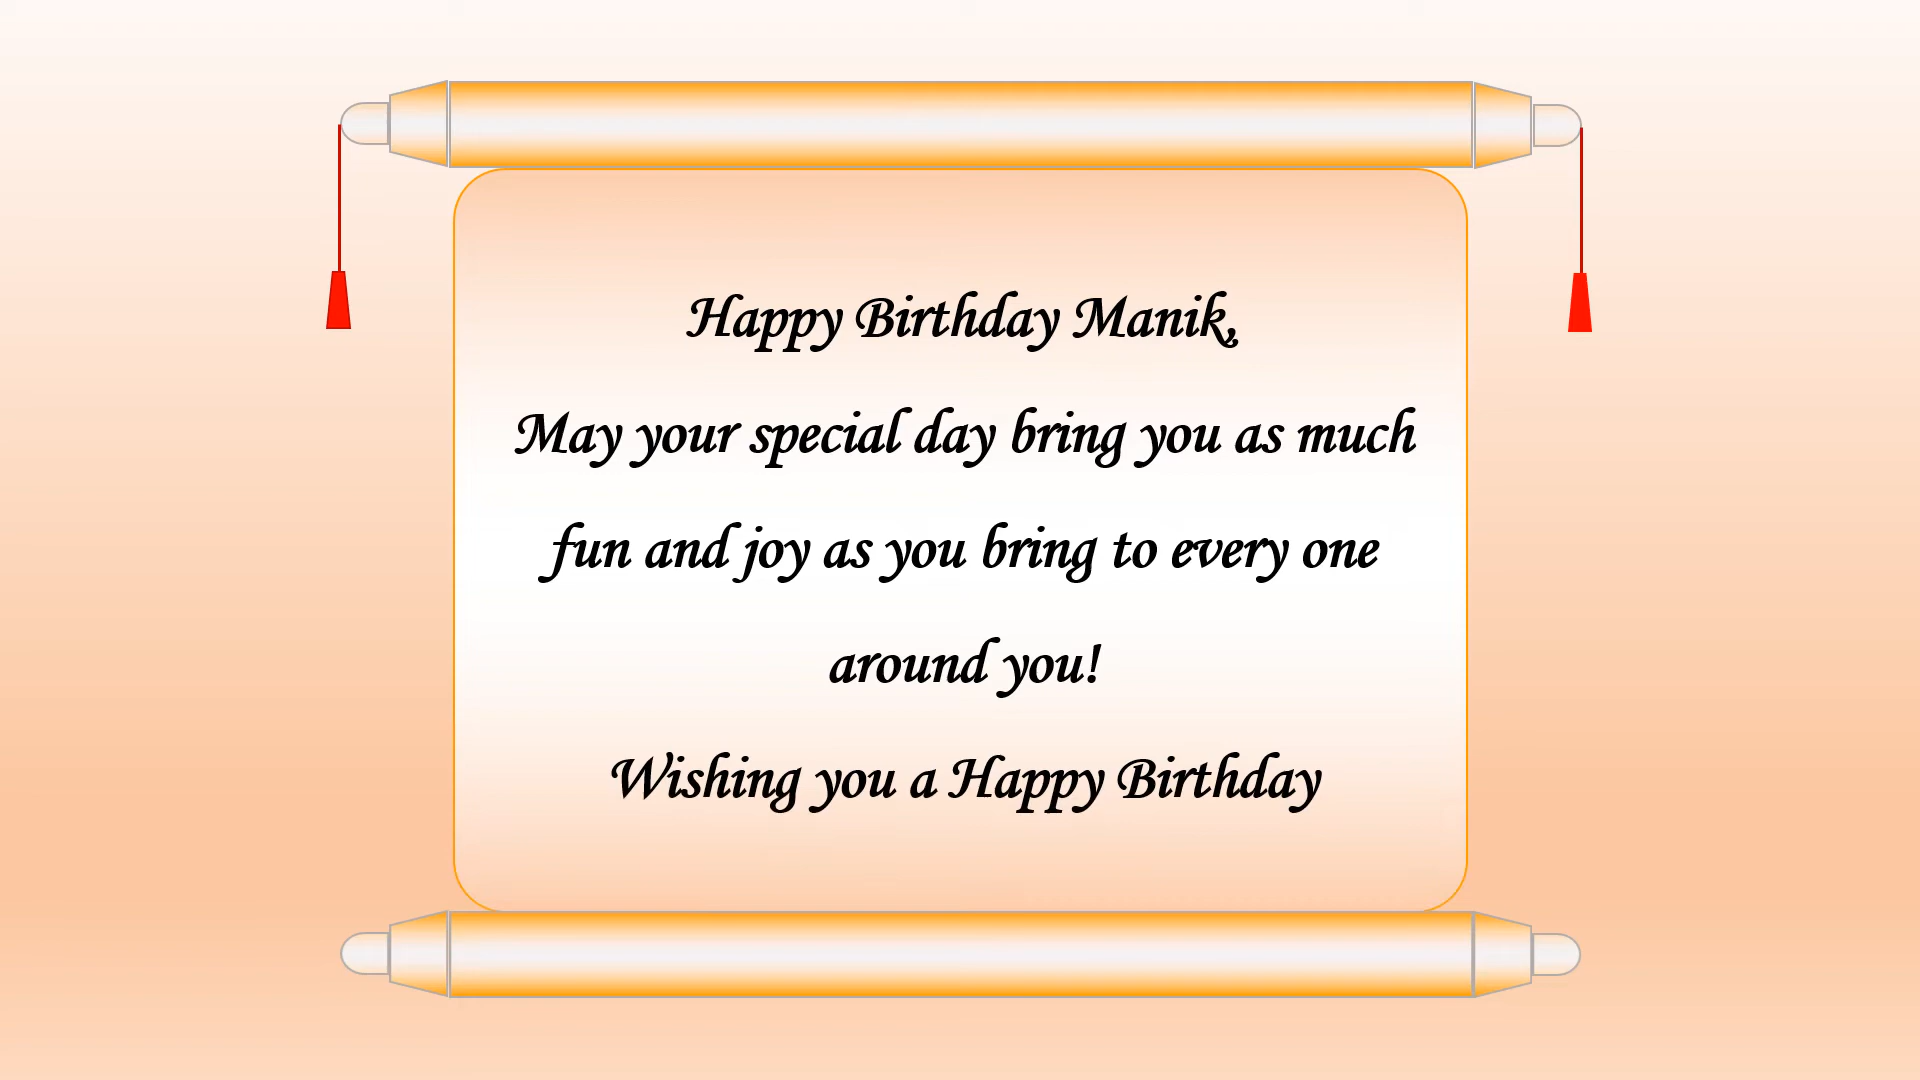 Happy Birthday Manik,
May your special day bring you as much
fun and joy as you bring to every one
around you!
Wishing you a Happy Birthday